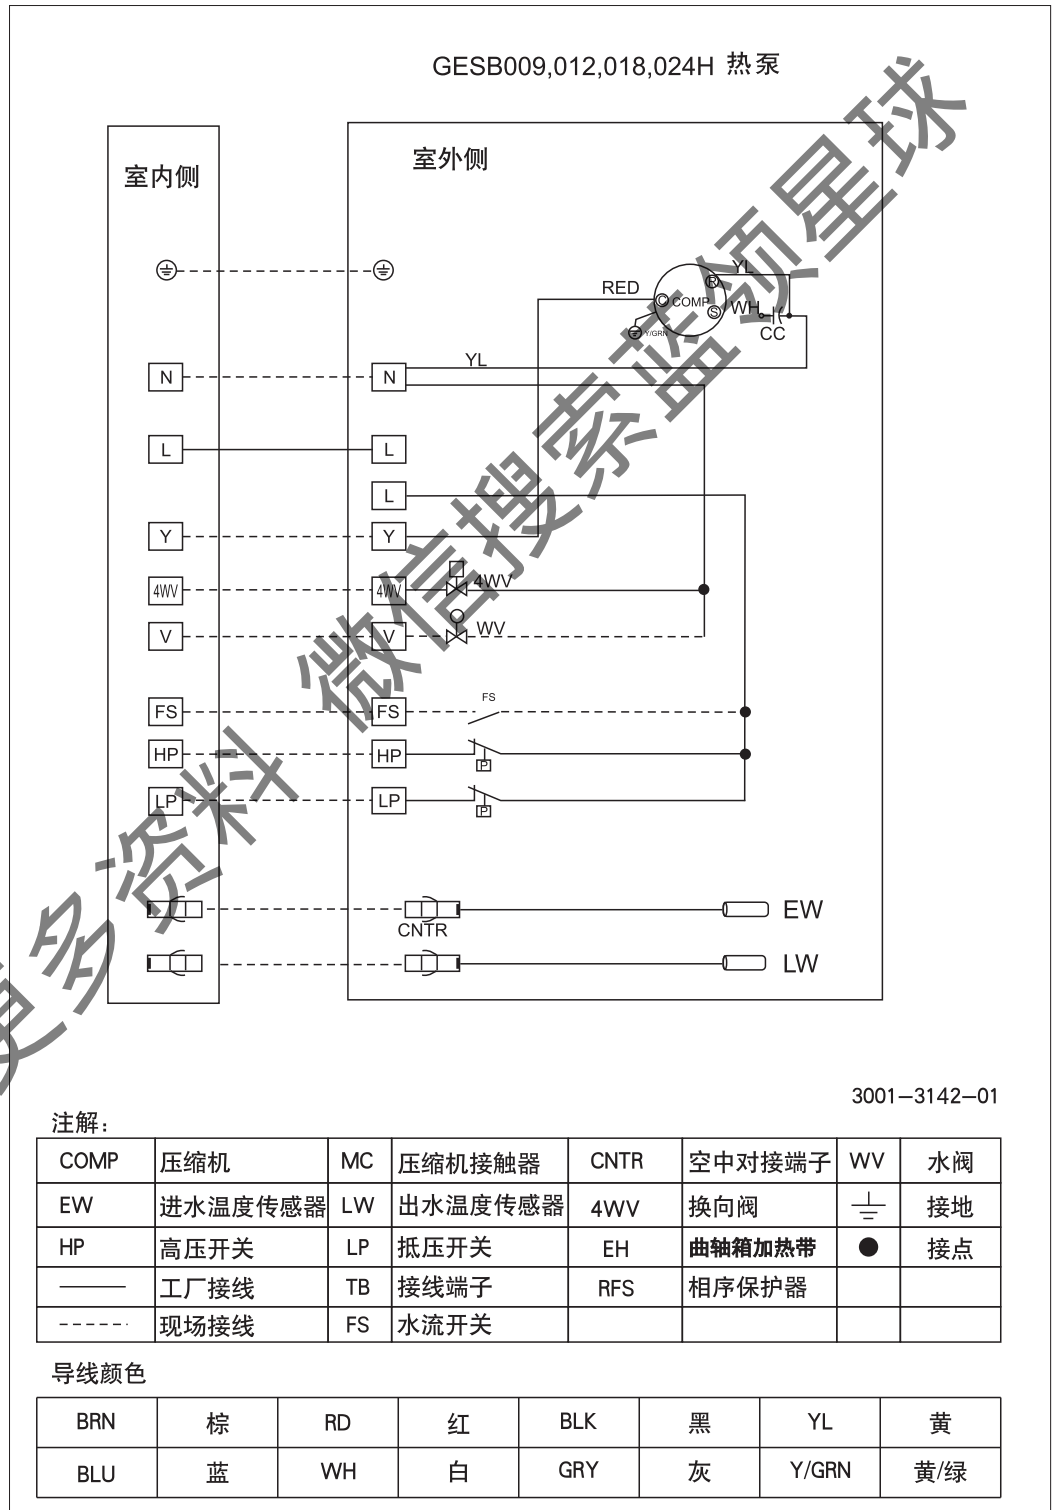 GESB009,012,018,024H 热泵
室内侧
室外侧
RED
C
COMP
R
S
YL
WH
CC
Y/GRN
YL
N
N
L
L
L
Y
Y
4WV
4WV
4WV
V
V
WV
FS
FS
FS
HP
HP
P
LP
LP
P
CNTR
EW
LW
更多资料 微信搜索蓝领星球
3001-3142-01
注解：
COMP 压缩机 MC 压缩机接触器 CNTR 空中对接端子 WV 水阀
EW 进水温度传感器 LW 出水温度传感器 4WV 换向阀 接地
HP 高压开关 LP 抵压开关 EH 曲轴箱加热带 接点
工厂接线 TB 接线端子 RFS 相序保护器
现场接线 FS 水流开关
导线颜色
BRN 棕 RD 红 BLK 黑 YL 黄
BLU 蓝 WH 白 GRY 灰 Y/GRN 黄/绿